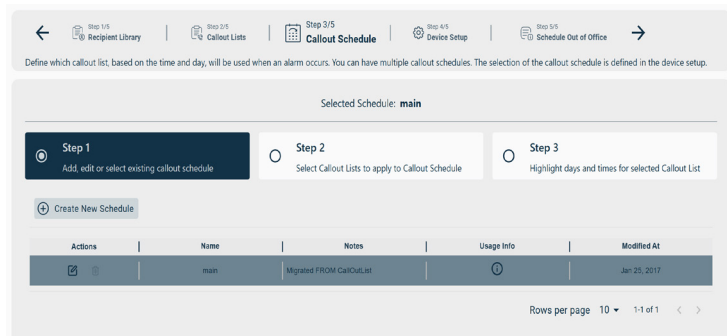 Step 1/5
Recipient Library
Step 2/5
Callout Lists
Step 3/5
Callout Schedule
Step 4/5
Device Setup
Step 5/5
Schedule Out of Office
Define which callout list, based on the time and day, will be used when an alarm occurs. You can have multiple callout schedules. The selection of the callout schedule is defined in the device setup.
Selected Schedule: main
Step 1
Add, edit or select existing callout schedule
Step 2
Select Callout Lists to apply to Callout Schedule
Step 3
Highlight days and times for selected Callout List
Create New Schedule
Actions Name Notes Usage Info Modified At
main Migrated FROM CallOutList Jan 25, 2017
Rows per page 10 1-1 of 1